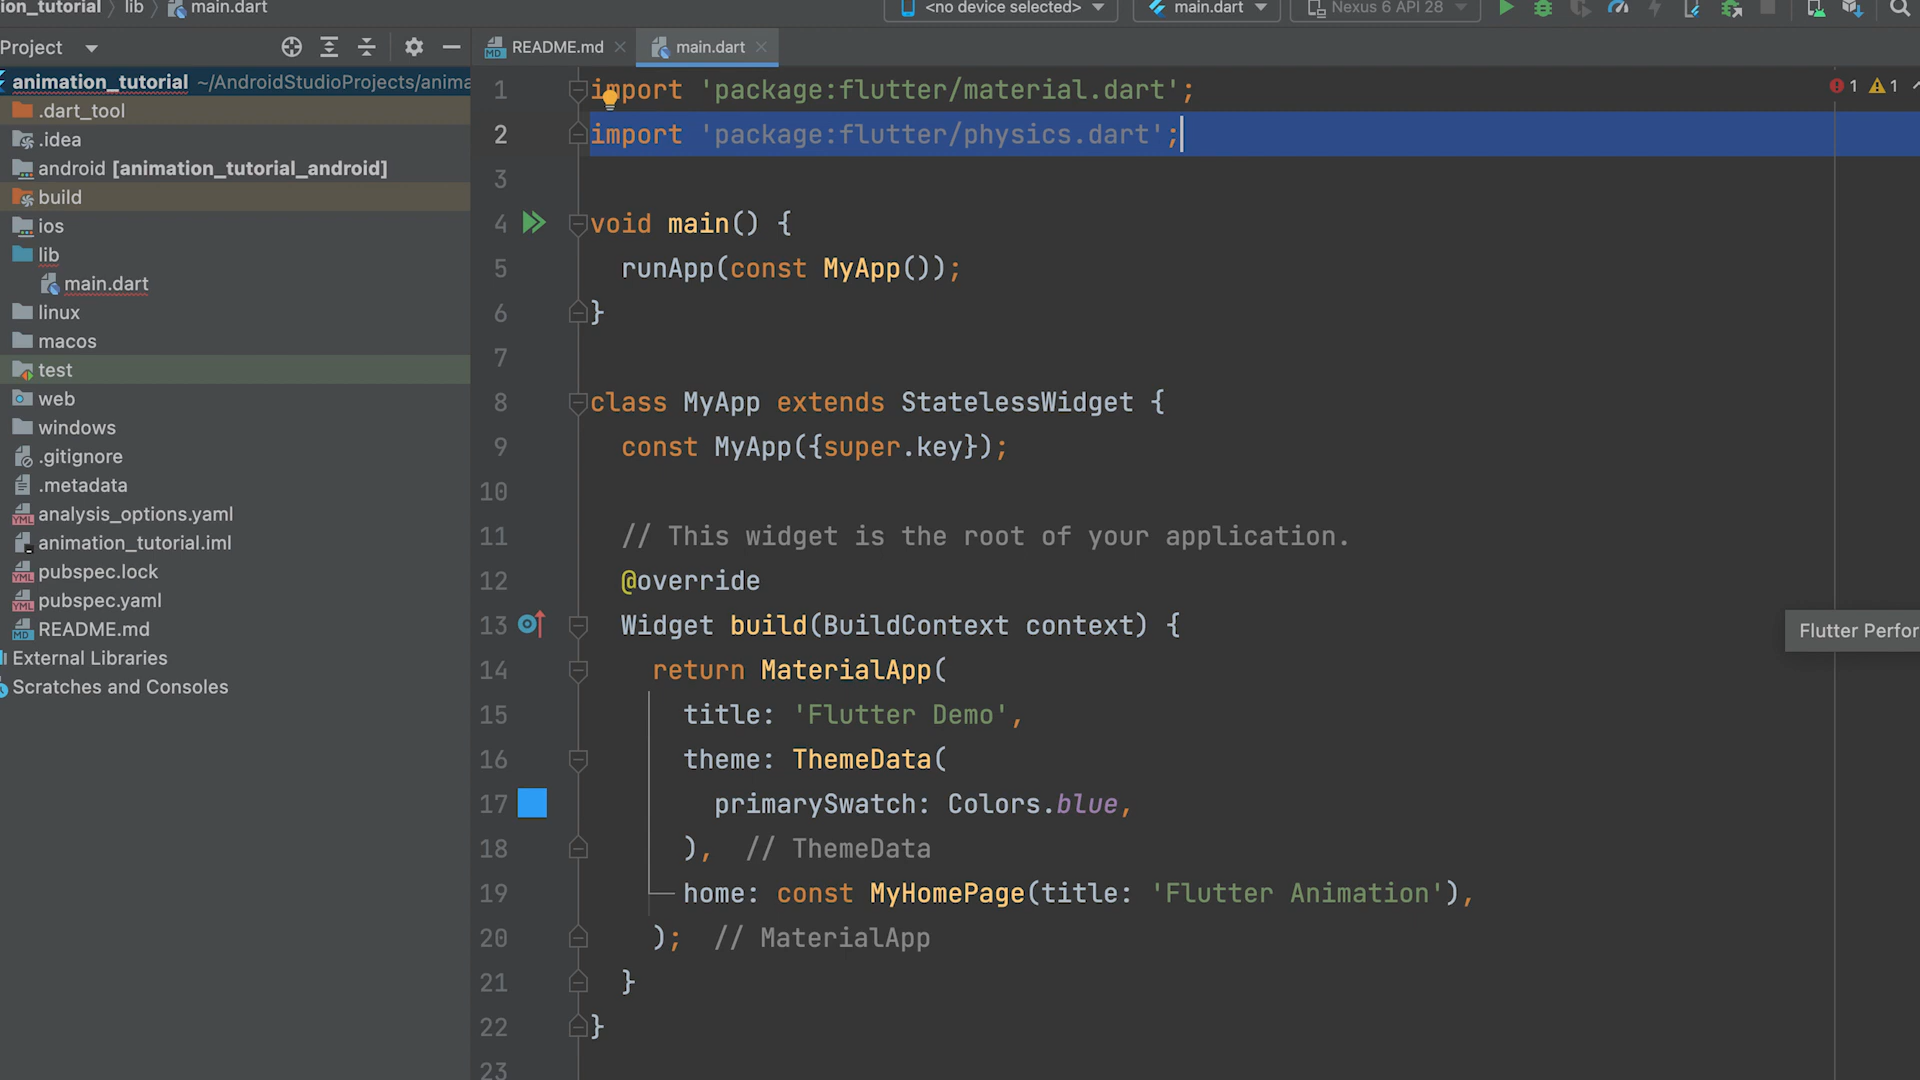 ion_tutorial lib main.dart
<no device selected> main.dart Nexus 6 API 28
Project
README.md main.dart
animation_tutorial ~/AndroidStudioProjects/anima
.dart_tool
.idea
android [animation_tutorial_android]
build
ios
lib
main.dart
linux
macos
test
web
windows
.gitignore
.metadata
analysis_options.yaml
animation_tutorial.iml
pubspec.lock
pubspec.yaml
README.md
External Libraries
Scratches and Consoles
1 import 'package:flutter/material.dart';
2 import 'package:flutter/physics.dart';
3
4 void main() {
5 runApp(const MyApp());
6 }
7
8 class MyApp extends StatelessWidget {
9 const MyApp({super.key});
10
11 // This widget is the root of your application.
12 @override
13 Widget build(BuildContext context) {
14 return MaterialApp(
15 title: 'Flutter Demo',
16 theme: ThemeData(
17 primarySwatch: Colors.blue,
18 ), // ThemeData
19 home: const MyHomePage(title: 'Flutter Animation'),
20 ); // MaterialApp
21 }
22 }
23
1 1
Flutter Perfor